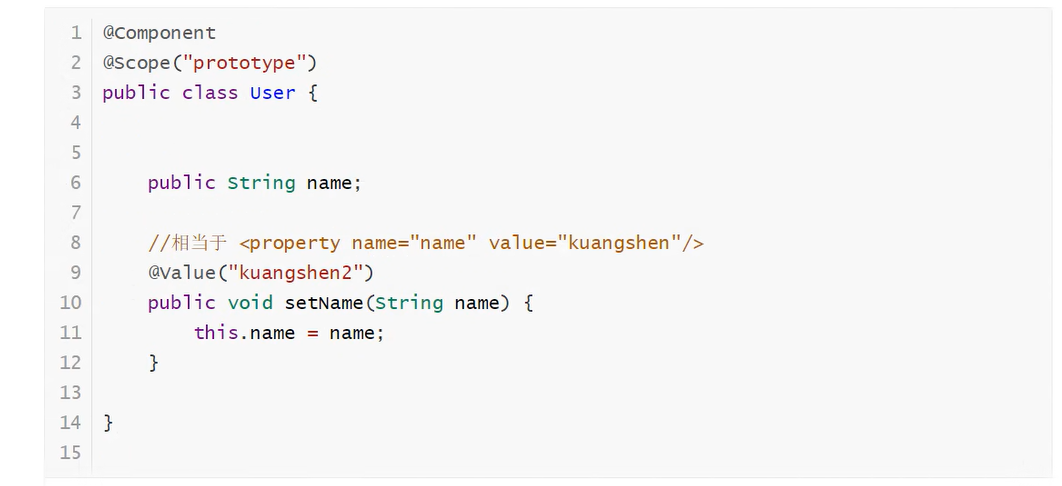 1 @Component
2 @Scope("prototype")
3 public class User {
4
5
6     public String name;
7
8     //相当于 <property name="name" value="kuangshen"/>
9     @Value("kuangshen2")
10     public void setName(String name) {
11         this.name = name;
12     }
13
14 }
15